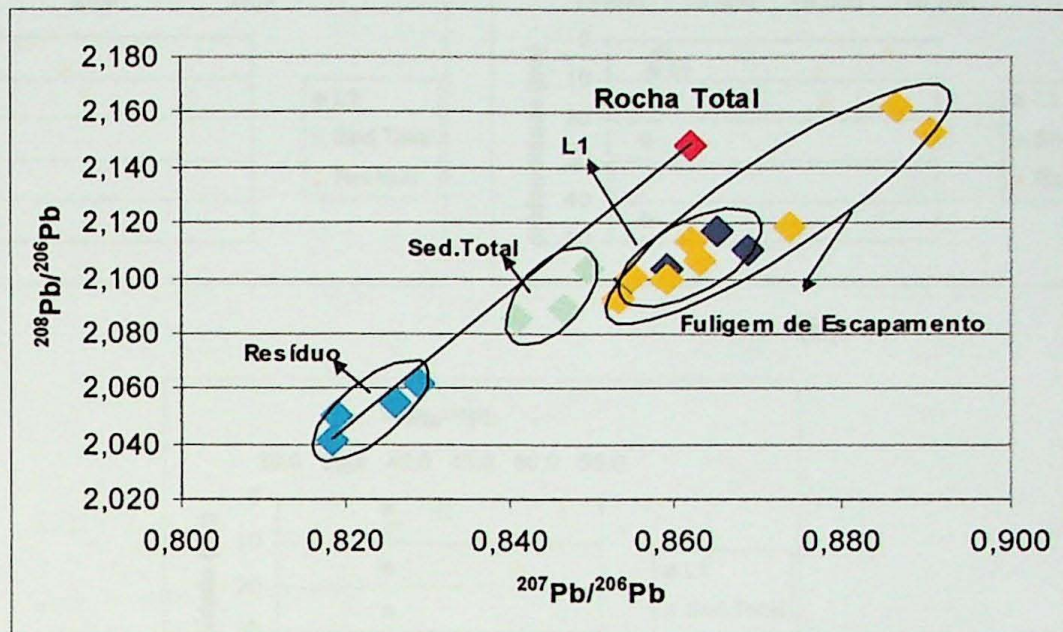 2,180
2,160
2,140
2,120
2,100
2,080
2,060
2,040
2,020
²⁰⁸Pb/²⁰⁶Pb
Rocha Total
L1
Sed.Total
Fuligem de Escapamento
Resíduo
0,800 0,820 0,840 0,860 0,880 0,900
²⁰⁷Pb/²⁰⁶Pb